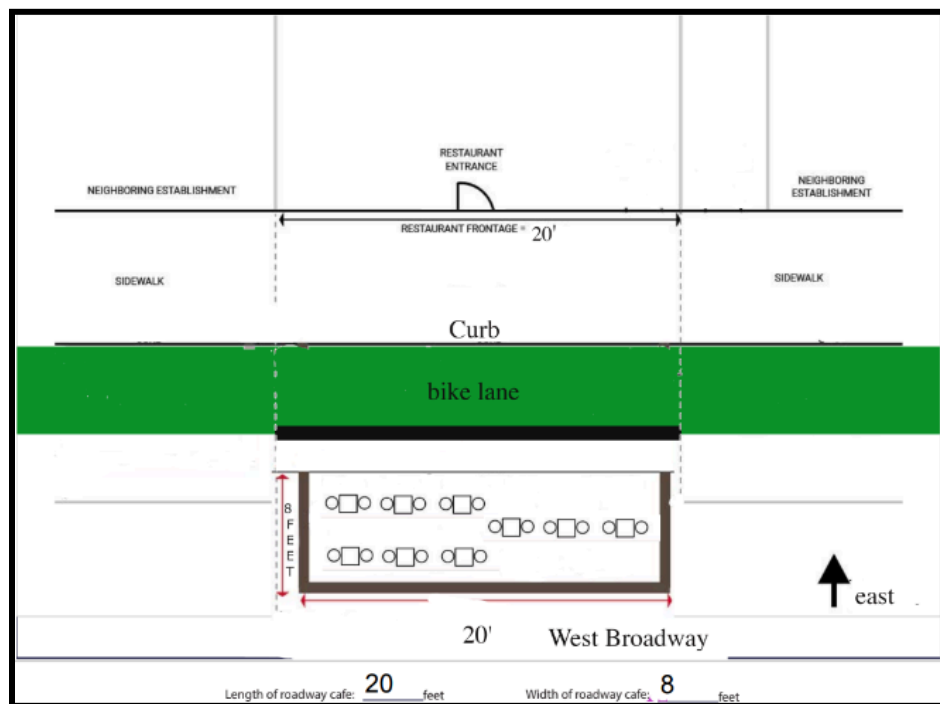 RESTAURANT
ENTRANCE
NEIGHBORING ESTABLISHMENT
NEIGHBORING
ESTABLISHMENT
RESTAURANT FRONTAGE = 20'
SIDEWALK
SIDEWALK
Curb
bike lane
8 FEET
east
20'
West Broadway
Length of roadway cafe: 20 feet
Width of roadway cafe: 8 feet